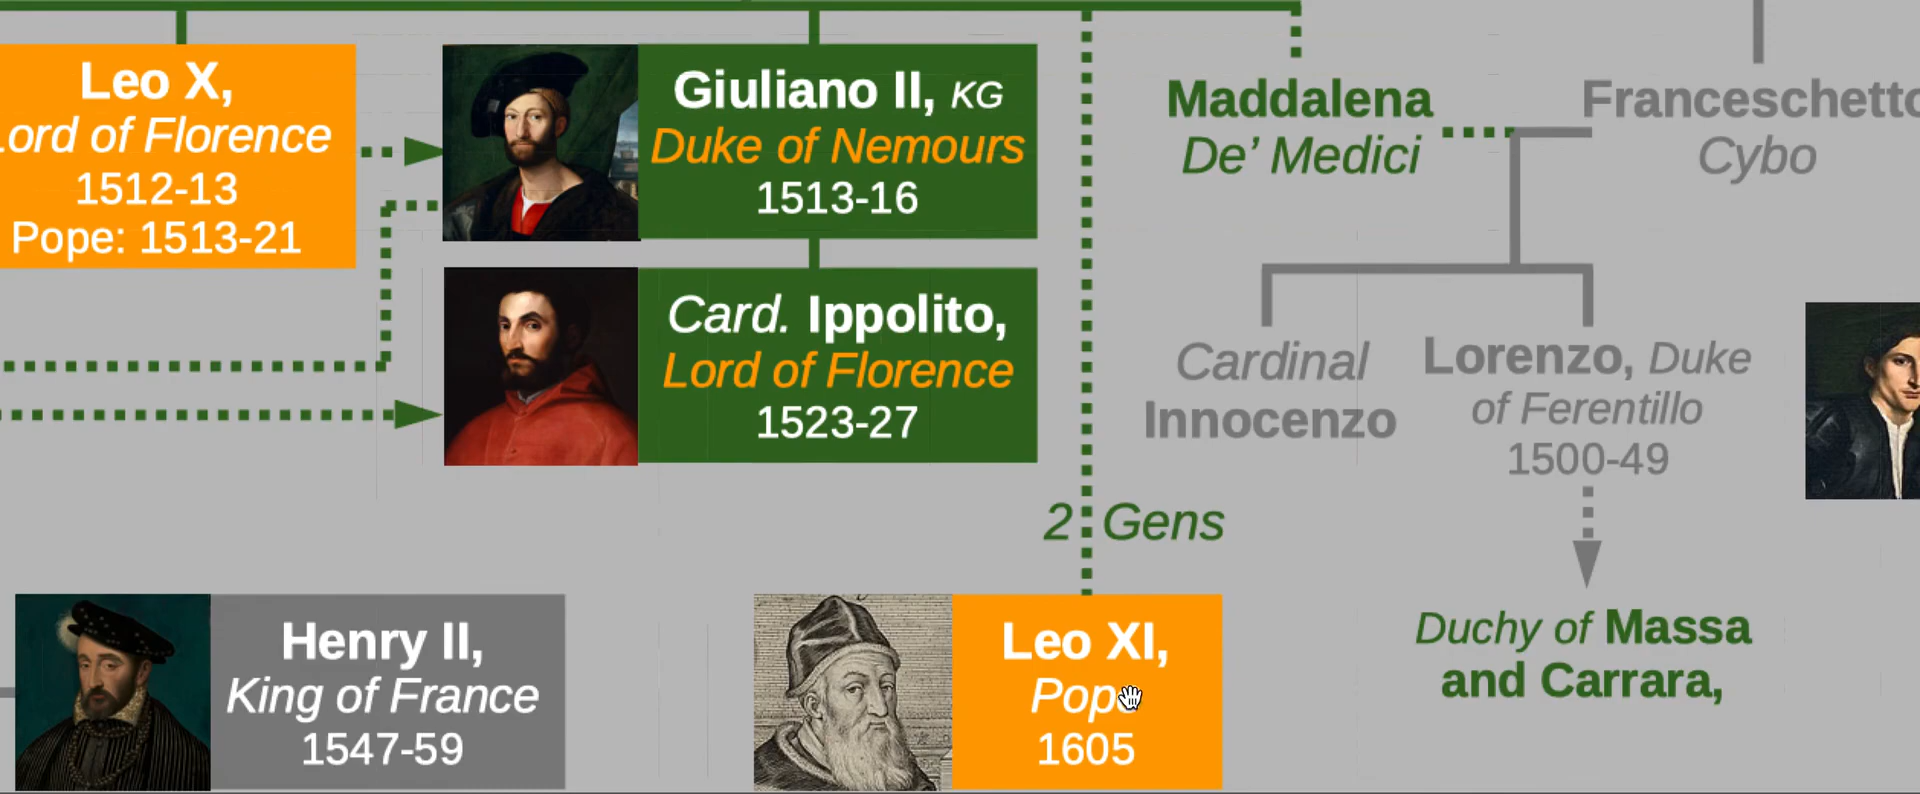 Leo X,
Lord of Florence
1512-13
Pope: 1513-21
Giuliano II, KG
Duke of Nemours
1513-16
Maddalena
De’ Medici
Franceschetto
Cybo
Card. Ippolito,
Lord of Florence
1523-27
Cardinal
Innocenzo
Lorenzo, Duke
of Ferentillo
1500-49
2 Gens
Henry II,
King of France
1547-59
Leo XI,
Pope
1605
Duchy of Massa
and Carrara,